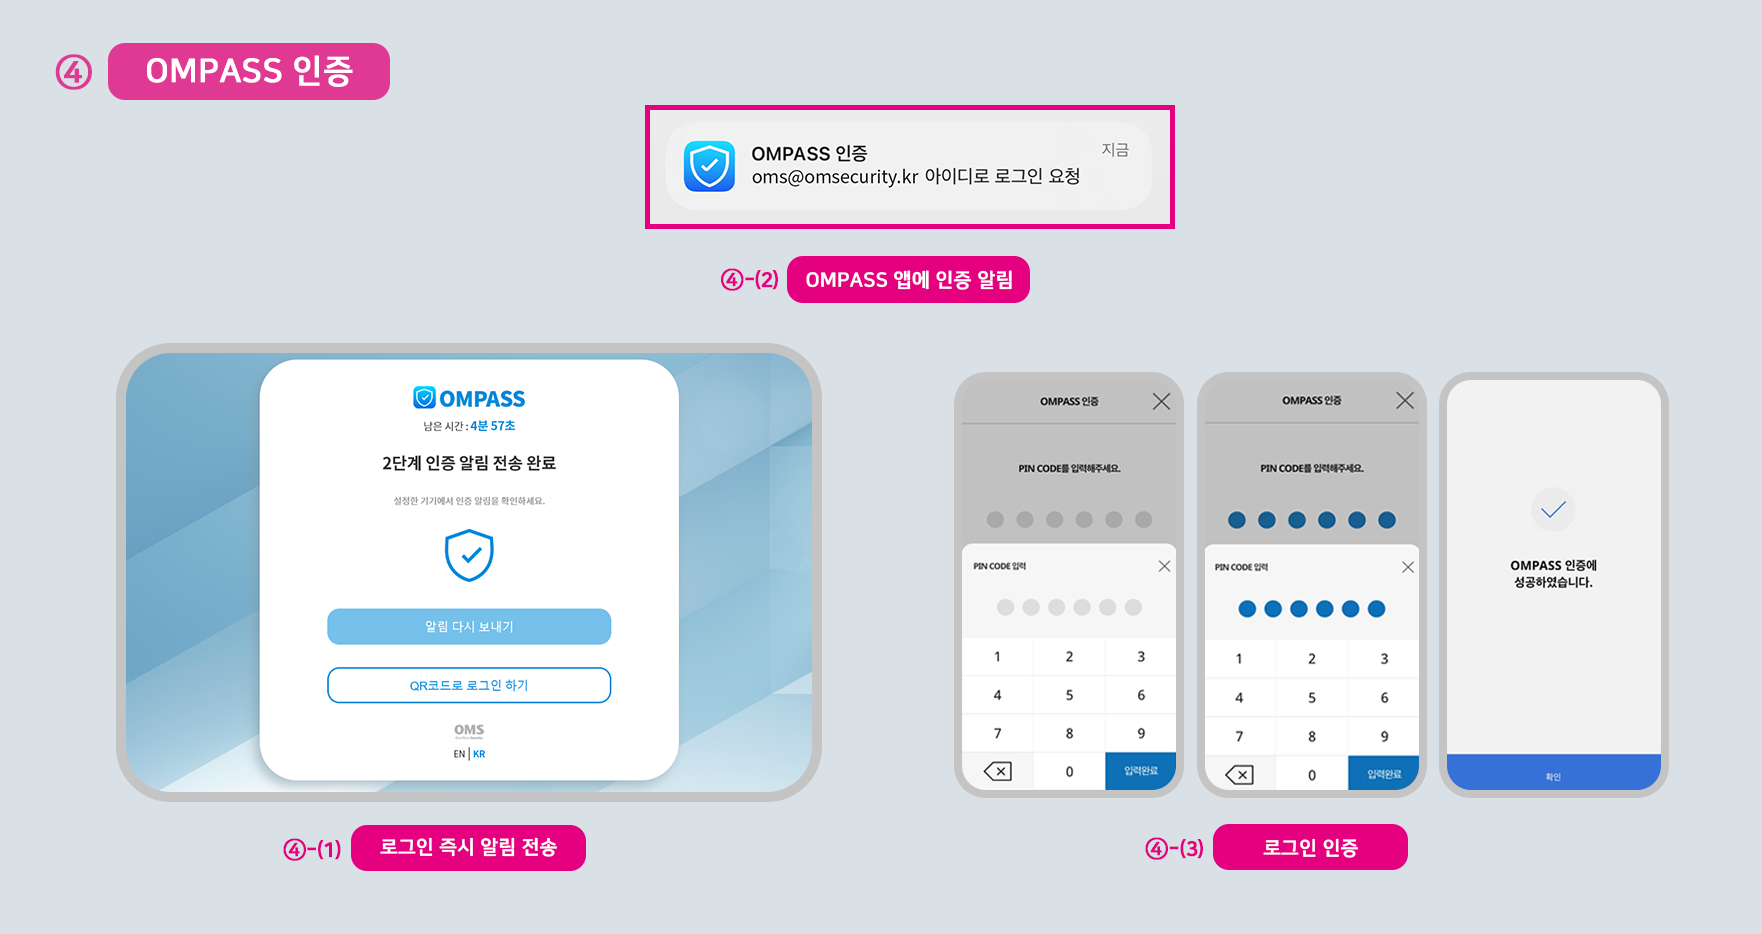 ④ OMPASS 인증
OMPASS 인증
지금
oms@omsecurity.kr 아이디로 로그인 요청
④-(2) OMPASS 앱에 인증 알림
OMPASS
남은 시간 : 4분 57초
2단계 인증 알림 전송 완료
설정한 기기에서 인증 알림을 확인하세요.
알림 다시 보내기
QR코드로 로그인 하기
OMS
EN | KR
④-(1) 로그인 즉시 알림 전송
OMPASS 인증
PIN CODE를 입력해주세요.
PIN CODE 입력
1 2 3
4 5 6
7 8 9
0 입력완료
OMPASS 인증
PIN CODE를 입력해주세요.
PIN CODE 입력
1 2 3
4 5 6
7 8 9
0 입력완료
OMPASS 인증에
성공하였습니다.
확인
④-(3) 로그인 인증